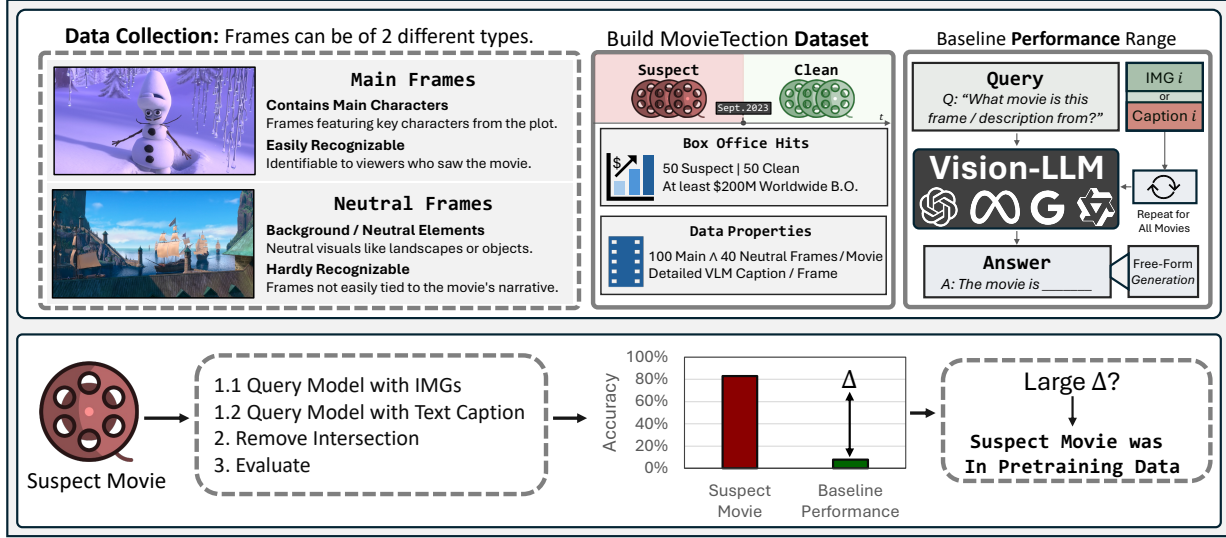 Data Collection: Frames can be of 2 different types.
Main Frames
Contains Main Characters
Frames featuring key characters from the plot.
Easily Recognizable
Identifiable to viewers who saw the movie.
Neutral Frames
Background / Neutral Elements
Neutral visuals like landscapes or objects.
Hardly Recognizable
Frames not easily tied to the movie's narrative.
Build MovieTection Dataset
Suspect
Clean
Sept.2023
t
Box Office Hits
$
50 Suspect | 50 Clean
At least $200M Worldwide B.O.
Data Properties
100 Main ∧ 40 Neutral Frames/Movie
Detailed VLM Caption / Frame
Baseline Performance Range
Query
Q: “What movie is this
frame / description from?”
IMG i
or
Caption i
Vision-LLM
G
Repeat for
All Movies
Answer
A: The movie is ______
Free-Form
Generation
Suspect Movie
1.1 Query Model with IMGs
1.2 Query Model with Text Caption
2. Remove Intersection
3. Evaluate
Accuracy
100%
80%
60%
40%
20%
0%
Δ
Suspect
Movie
Baseline
Performance
Large Δ?
Suspect Movie was
In Pretraining Data